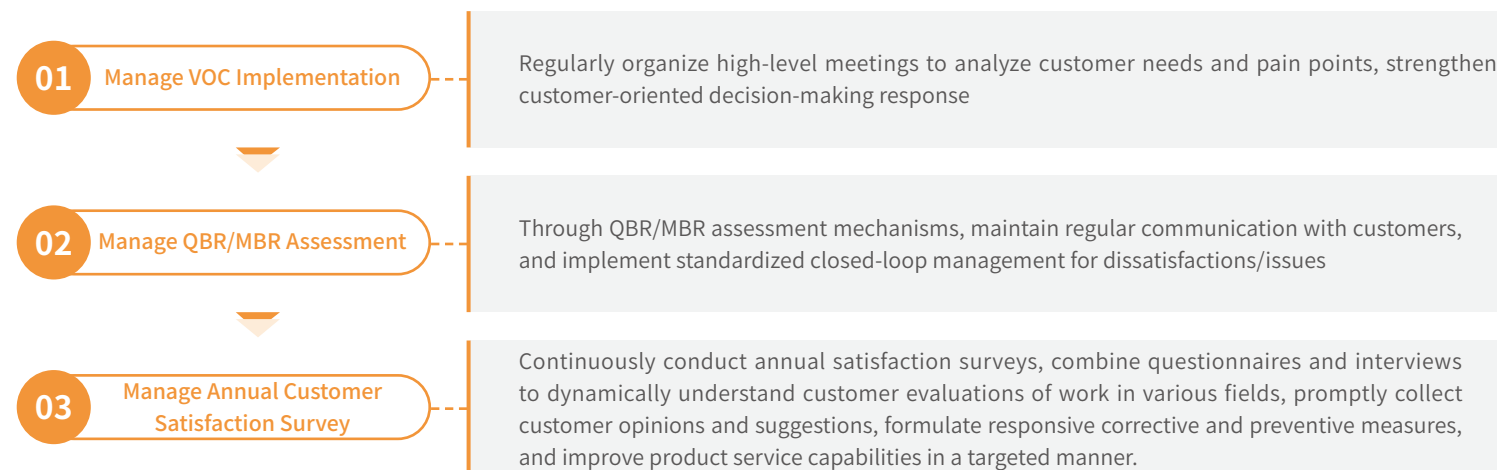 01
Manage VOC Implementation
Regularly organize high-level meetings to analyze customer needs and pain points, strengthen
customer-oriented decision-making response
02
Manage QBR/MBR Assessment
Through QBR/MBR assessment mechanisms, maintain regular communication with customers,
and implement standardized closed-loop management for dissatisfactions/issues
03
Manage Annual Customer
Satisfaction Survey
Continuously conduct annual satisfaction surveys, combine questionnaires and interviews
to dynamically understand customer evaluations of work in various fields, promptly collect
customer opinions and suggestions, formulate responsive corrective and preventive measures,
and improve product service capabilities in a targeted manner.